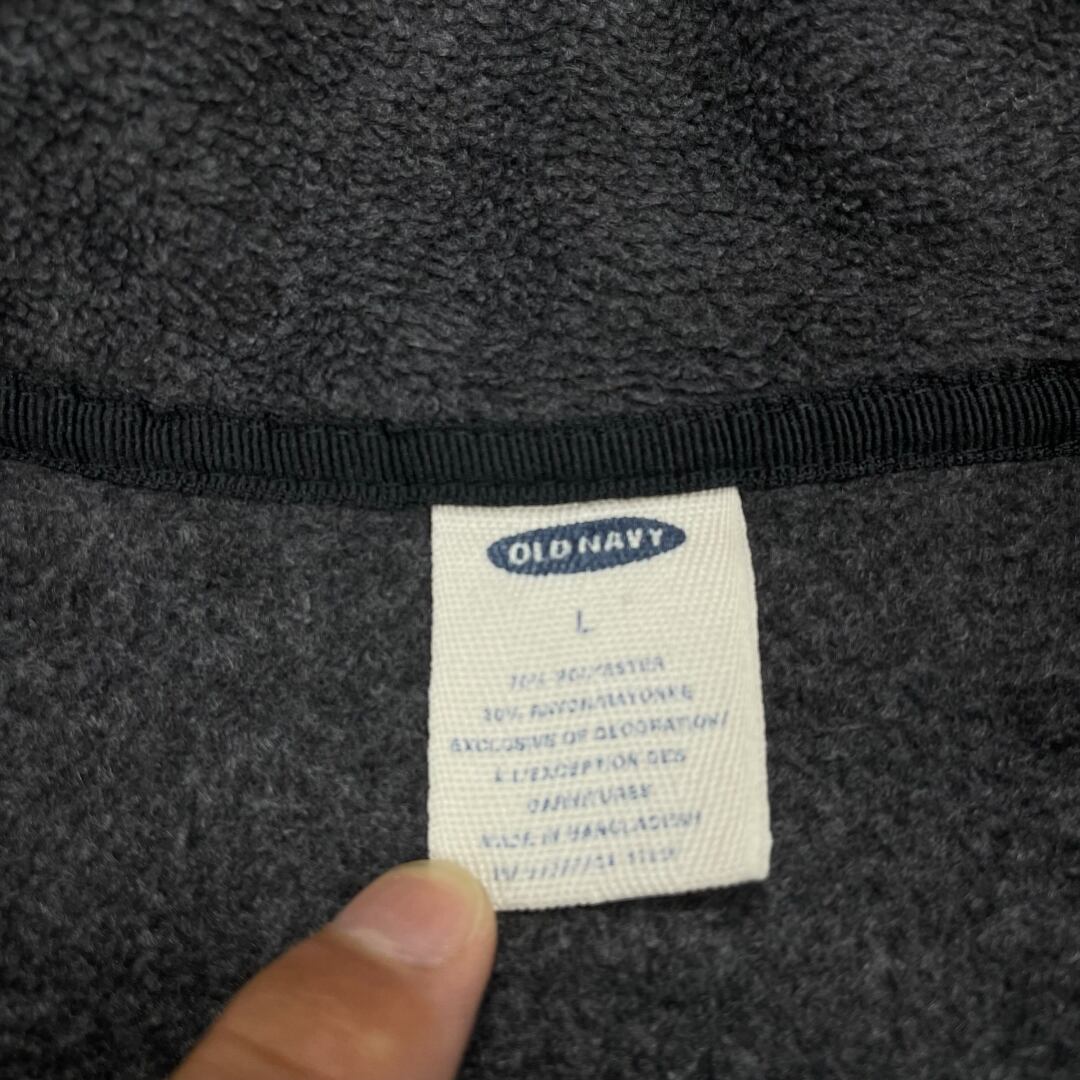 OLD NAVY
L
70% POLYESTER
30% RAYON/RAYONNE
EXCLUSIVE OF DECORATION/
À L'EXCEPTION DES
GARNITURES
MADE IN BANGLADESH